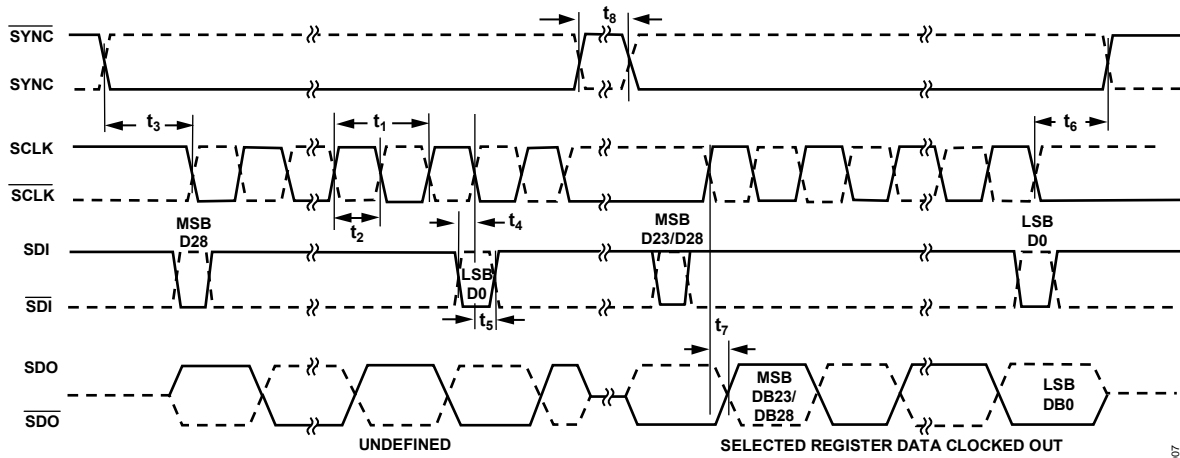 t8
SYNC
SYNC
t3
t1
t6
SCLK
SCLK
t2
t4
MSB
D28
MSB
D23/D28
LSB
D0
SDI
SDI
LSB
D0
t5
t7
SDO
SDO
MSB
DB23/
DB28
LSB
DB0
UNDEFINED
SELECTED REGISTER DATA CLOCKED OUT